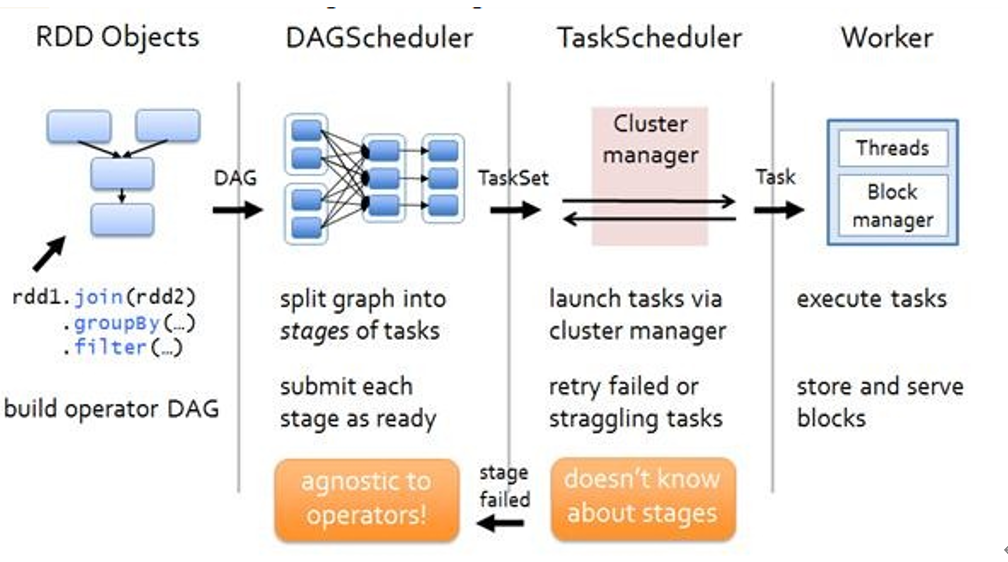 RDD Objects
DAGScheduler
TaskScheduler
Worker
DAG
TaskSet
Cluster
manager
Task
Threads
Block
manager
rdd1.join(rdd2)
.groupBy(…)
.filter(…)
build operator DAG
split graph into
stages of tasks
submit each
stage as ready
agnostic to
operators!
launch tasks via
cluster manager
retry failed or
straggling tasks
stage
failed
doesn't know
about stages
execute tasks
store and serve
blocks